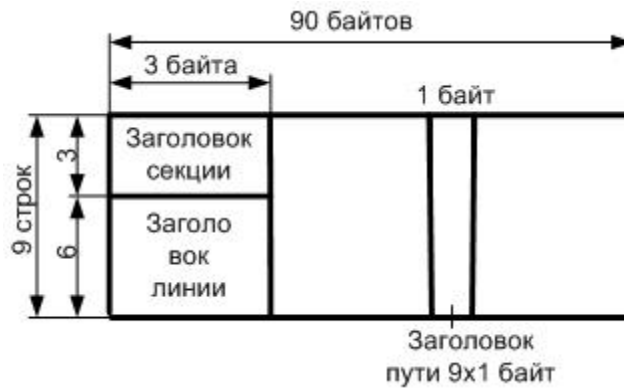 90 байтов
3 байта
1 байт
9 строк
3
Заголовок
секции
6
Заголо
вок
линии
Заголовок
пути 9х1 байт